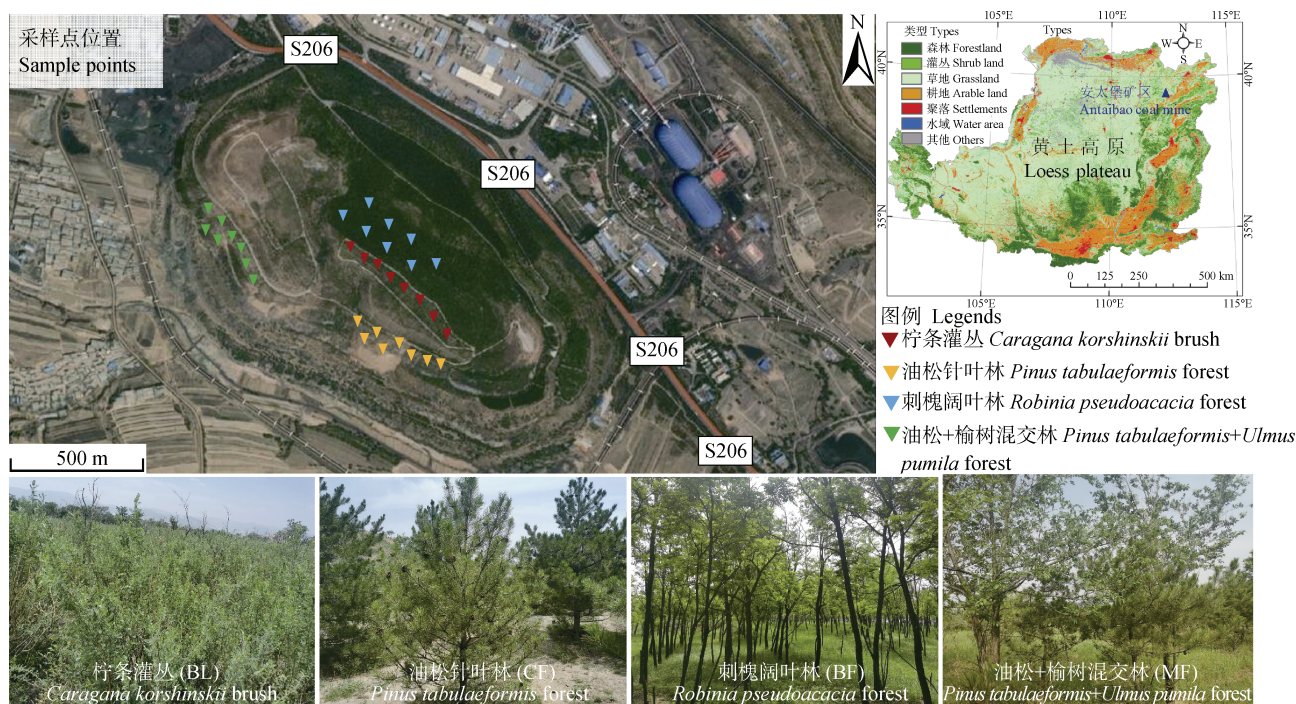 采样点位置
Sample points
S206
S206
S206
S206
N
500 m
105°E
110°E
115°E
类型 Types
森林 Forestland
灌丛 Shrub land
草地 Grassland
耕地 Arable land
聚落 Settlements
水域 Water area
其他 Others
Types
N
W
E
S
安太堡矿区
Antaibao coal mine
黄土高原
Loess plateau
40°N
40°N
35°N
35°N
0 125 250 500 km
105°E
110°E
115°E
图例 Legends
柠条灌丛 Caragana korshinskii brush
油松针叶林 Pinus tabulaeformis forest
刺槐阔叶林 Robinia pseudoacacia forest
油松+榆树混交林 Pinus tabulaeformis+Ulmus
pumila forest
柠条灌丛 (BL)
Caragana korshinskii brush
油松针叶林 (CF)
Pinus tabulaeformis forest
刺槐阔叶林 (BF)
Robinia pseudoacacia forest
油松+榆树混交林 (MF)
Pinus tabulaeformis+Ulmus pumila forest